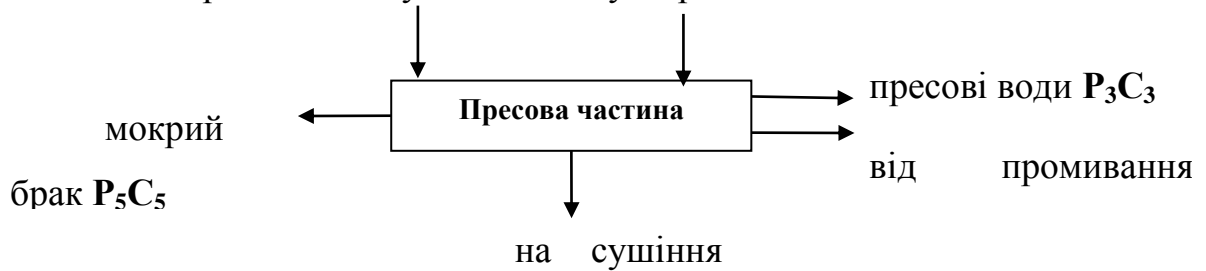 Пресова частина
пресові води P₃C₃
мокрий
брак P₅C₅
від промивання
на сушіння